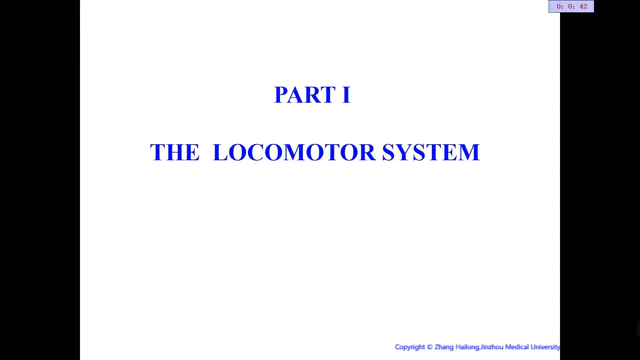 0: 0: 42
PART I
THE LOCOMOTOR SYSTEM
Copyright © Zhang Hailong,Jinzhou Medical University